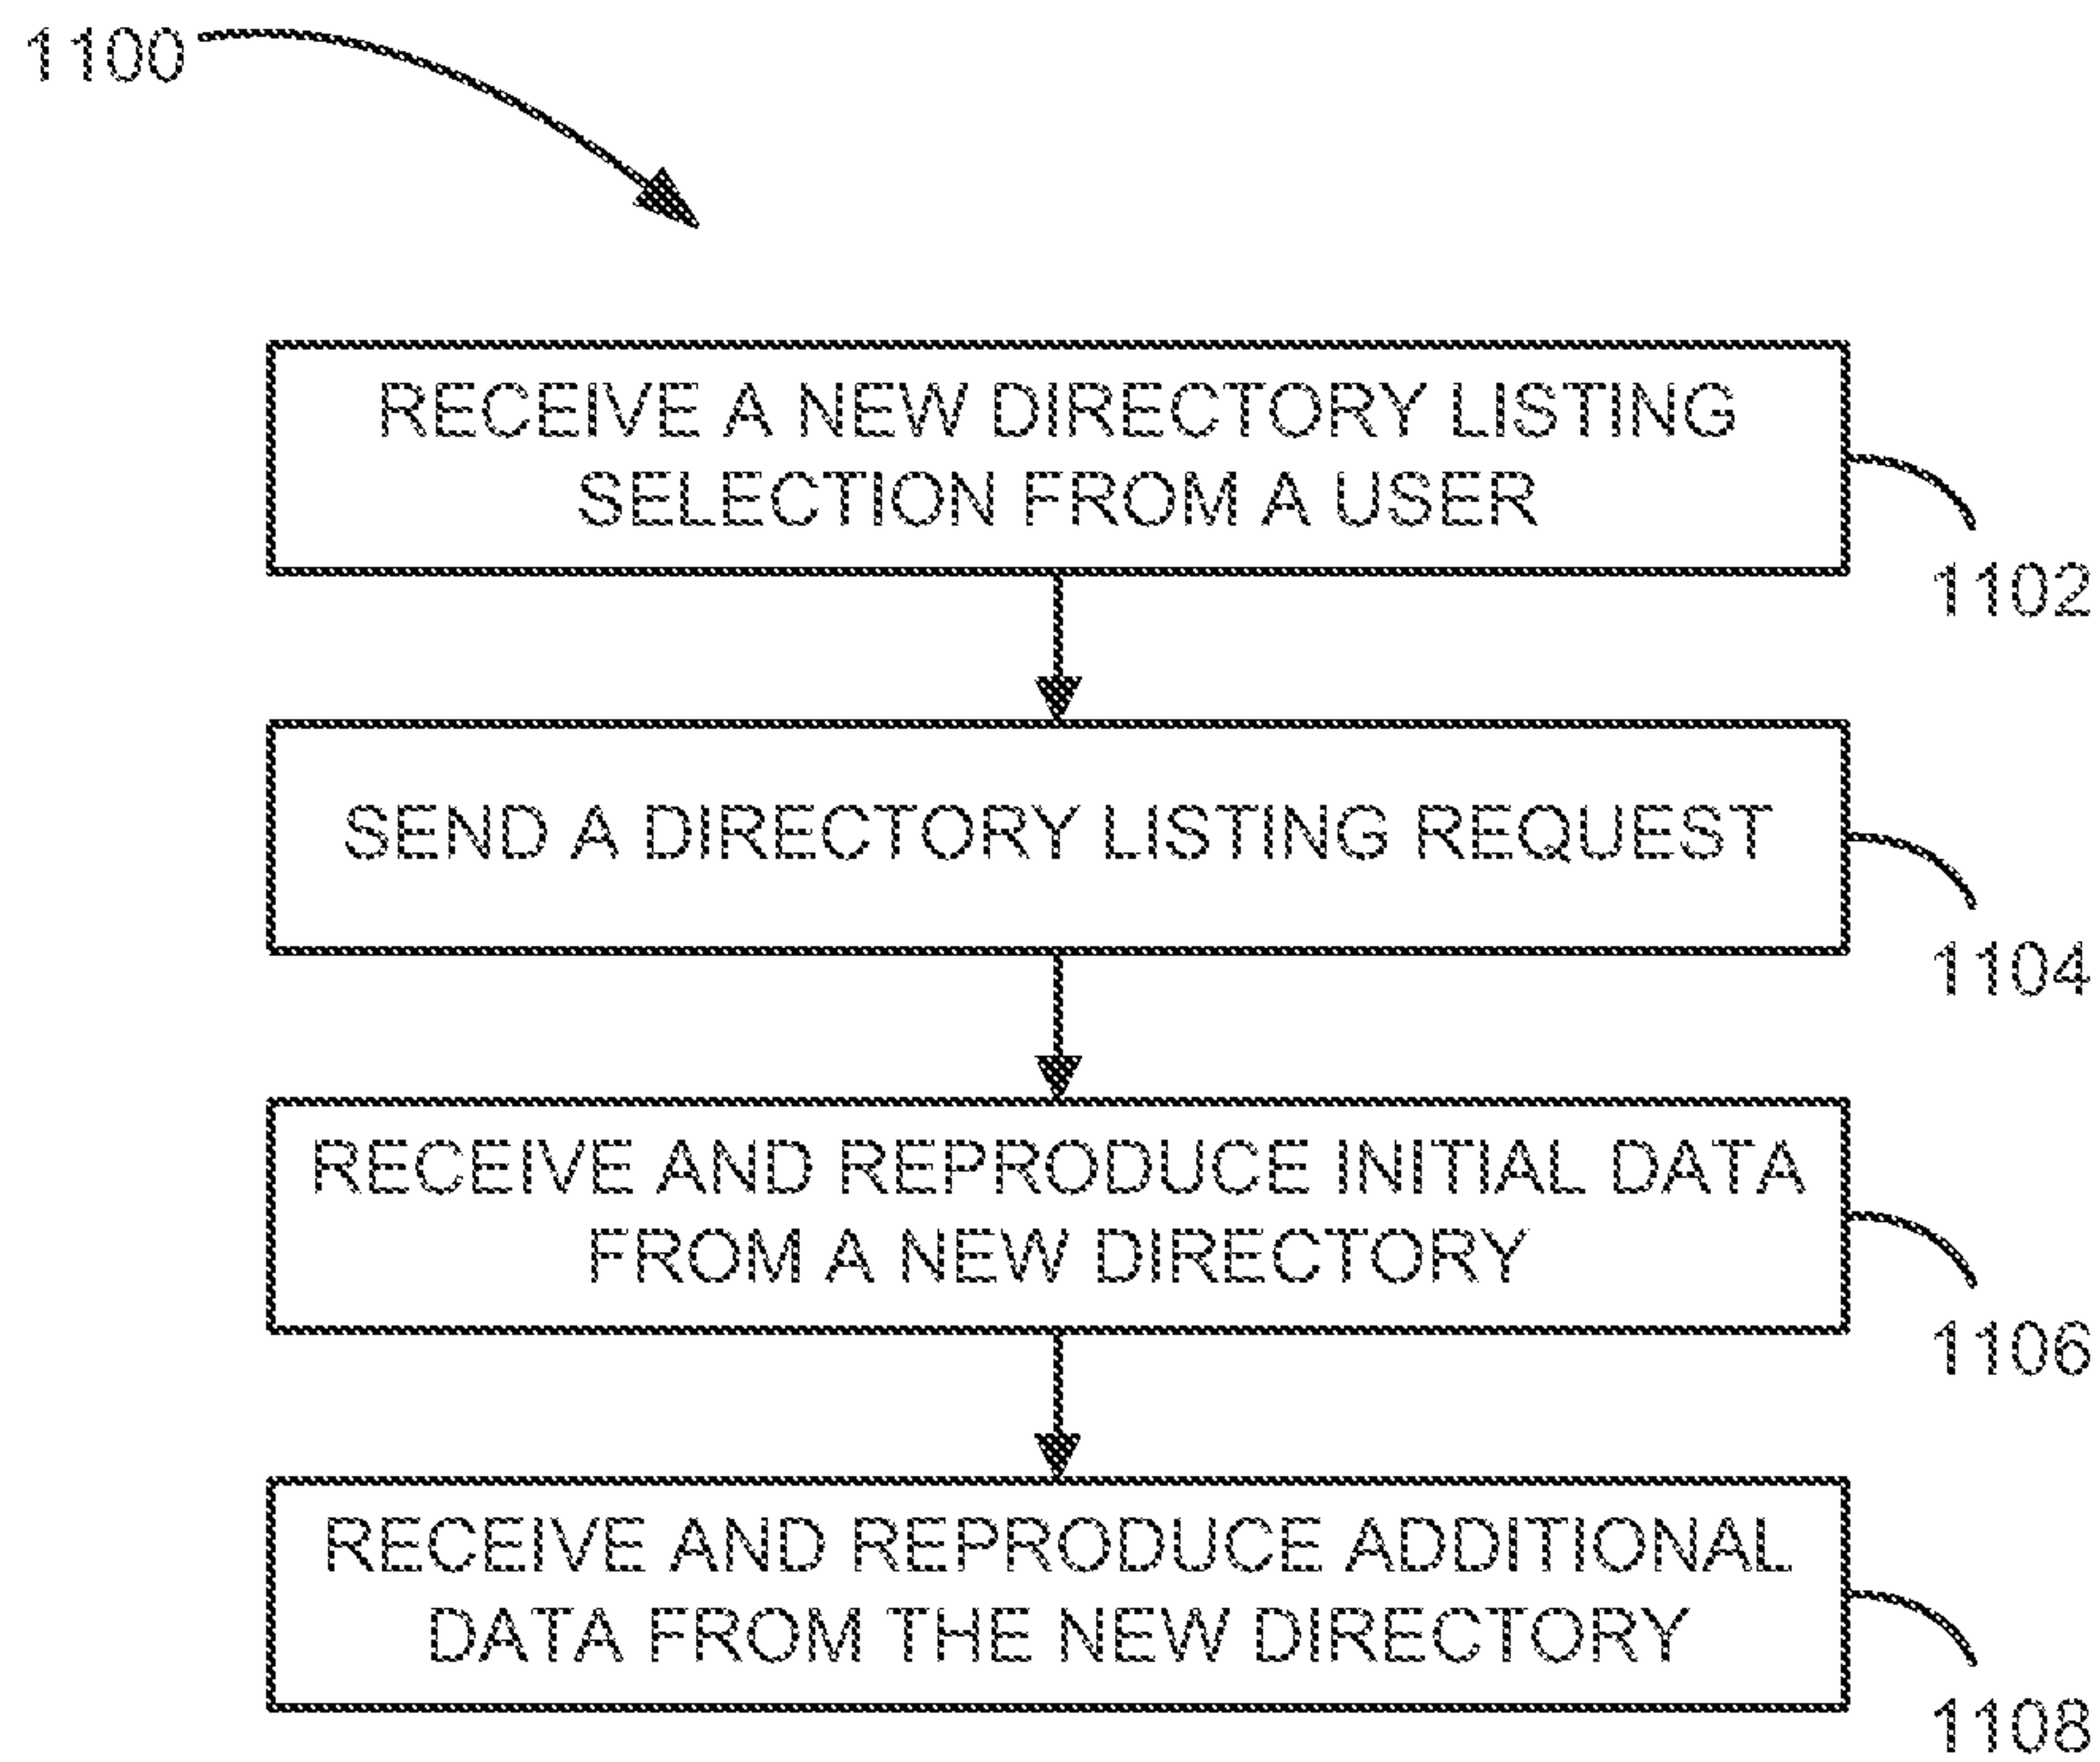 1100
RECEIVE A NEW DIRECTORY LISTING
SELECTION FROM A USER
1102
SEND A DIRECTORY LISTING REQUEST
1104
RECEIVE AND REPRODUCE INITIAL DATA
FROM A NEW DIRECTORY
1106
RECEIVE AND REPRODUCE ADDITIONAL
DATA FROM THE NEW DIRECTORY
1108